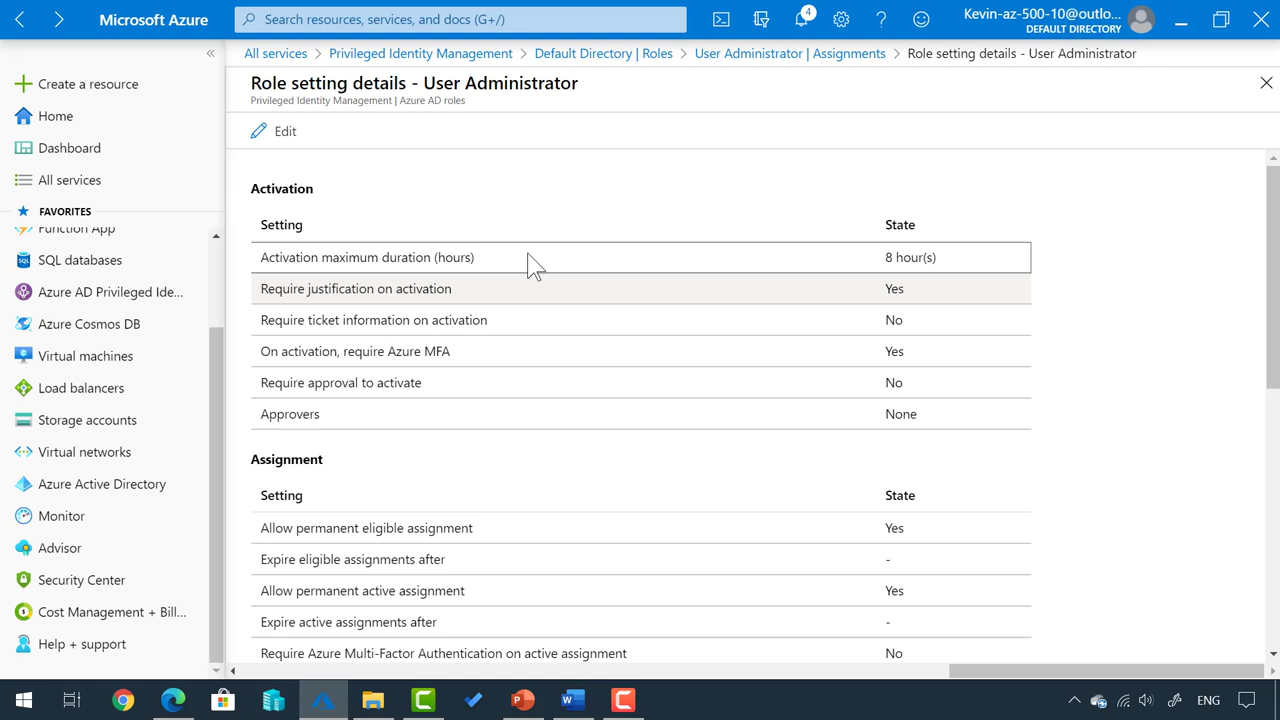 Microsoft Azure
Search resources, services, and docs (G+/)
4
Kevin-az-500-10@outlo...
DEFAULT DIRECTORY
All services > Privileged Identity Management > Default Directory | Roles > User Administrator | Assignments > Role setting details - User Administrator
Role setting details - User Administrator
Privileged Identity Management | Azure AD roles
Edit
Create a resource
Home
Dashboard
All services
FAVORITES
Function App
SQL databases
Azure AD Privileged Ide...
Azure Cosmos DB
Virtual machines
Load balancers
Storage accounts
Virtual networks
Azure Active Directory
Monitor
Advisor
Security Center
Cost Management + Bill...
Help + support
Activation
Setting State
Activation maximum duration (hours) 8 hour(s)
Require justification on activation Yes
Require ticket information on activation No
On activation, require Azure MFA Yes
Require approval to activate No
Approvers None
Assignment
Setting State
Allow permanent eligible assignment Yes
Expire eligible assignments after -
Allow permanent active assignment Yes
Expire active assignments after -
Require Azure Multi-Factor Authentication on active assignment No
ENG